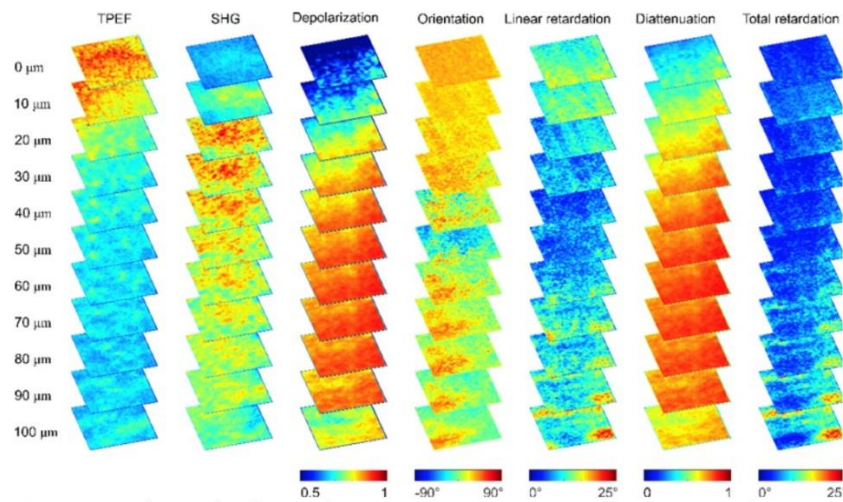 TPEF SHG Depolarization Orientation Linear retardation Diattenuation Total retardation
0 μm
10 μm
20 μm
30 μm
40 μm
50 μm
60 μm
70 μm
80 μm
90 μm
100 μm
0.5 1 -90° 90° 0° 25° 0 1 0° 25°